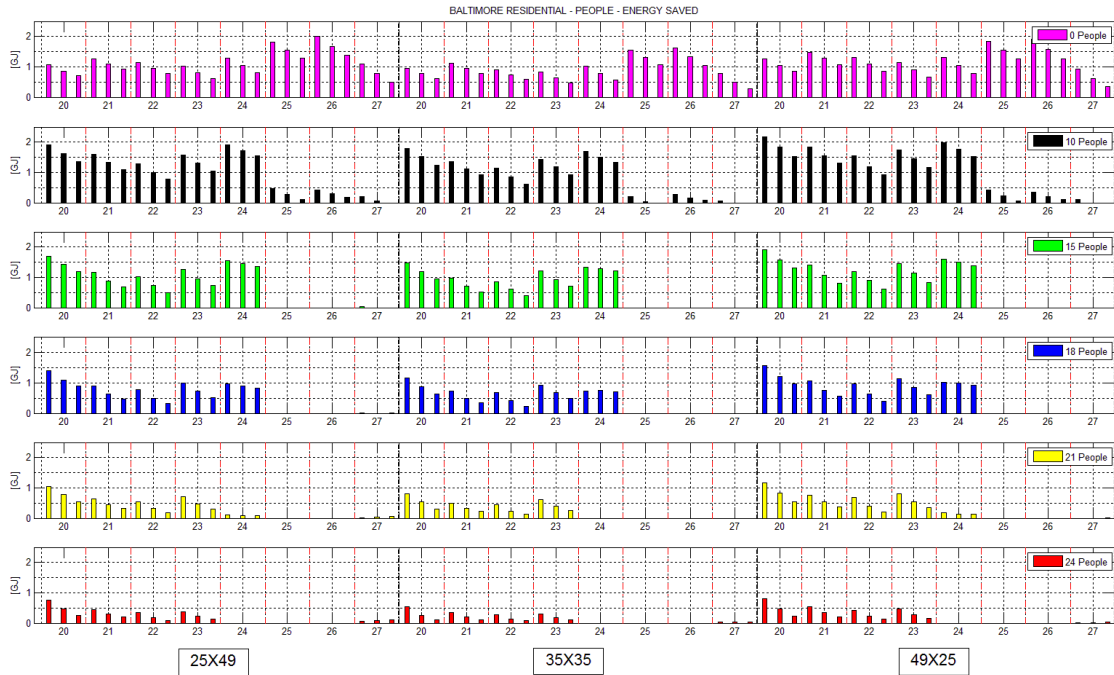 BALTIMORE RESIDENTIAL - PEOPLE - ENERGY SAVED
[GJ]
2
1
0
0 People
20 21 22 23 24 25 26 27 20 21 22 23 24 25 26 27 20 21 22 23 24 25 26 27
[GJ]
2
1
0
10 People
20 21 22 23 24 25 26 27 20 21 22 23 24 25 26 27 20 21 22 23 24 25 26 27
[GJ]
2
1
0
15 People
20 21 22 23 24 25 26 27 20 21 22 23 24 25 26 27 20 21 22 23 24 25 26 27
[GJ]
2
1
0
18 People
20 21 22 23 24 25 26 27 20 21 22 23 24 25 26 27 20 21 22 23 24 25 26 27
[GJ]
2
1
0
21 People
20 21 22 23 24 25 26 27 20 21 22 23 24 25 26 27 20 21 22 23 24 25 26 27
[GJ]
2
1
0
24 People
20 21 22 23 24 25 26 27 20 21 22 23 24 25 26 27 20 21 22 23 24 25 26 27
25X49 35X35 49X25